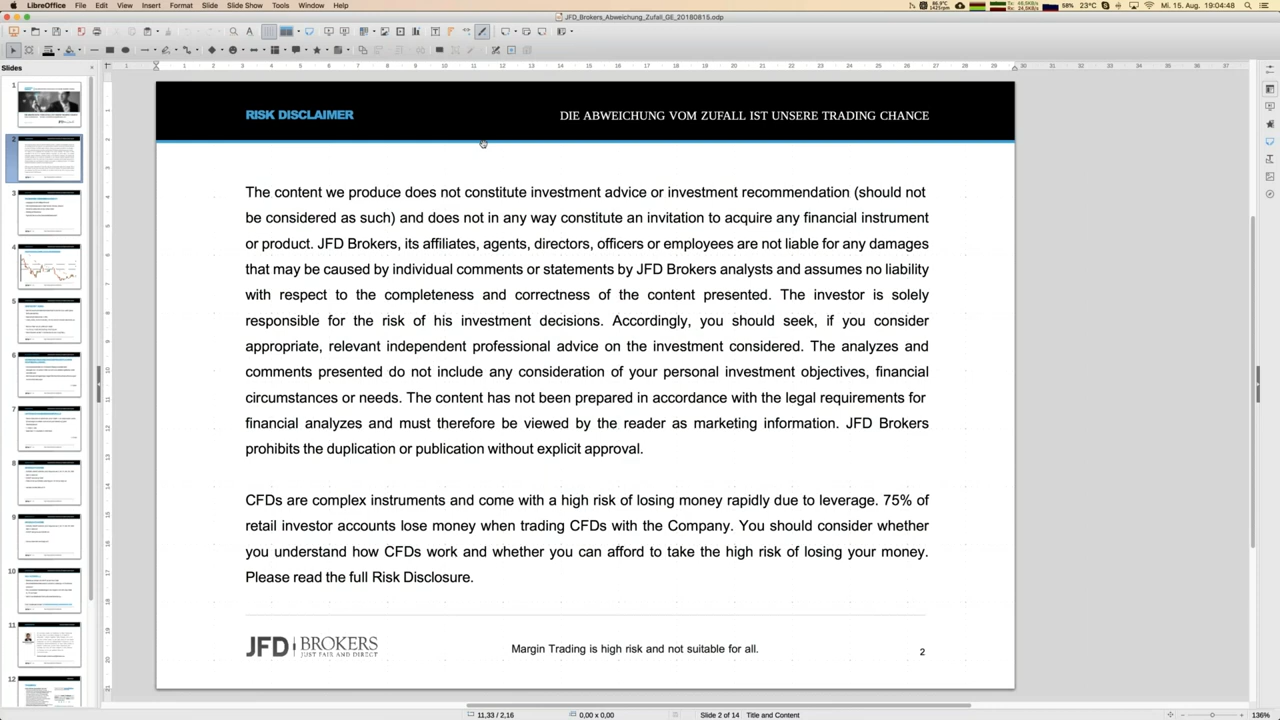 LibreOffice File Edit View Insert Format Slide Slide Show Tools Window Help
58% 23°C Mi. 15. Aug. 19:04:48
JFD_Brokers_Abweichung_Zufall_GE_20180815.odp
Slides
RISK DISCLAIMER
DIE ABWEICHUNG VOM ZUFALL IST UNSERE TRADING CHANCE
The content we produce does not constitute investment advice or investment recommendation (should not
be considered as such) and does not in any way constitute an invitation to acquire any financial instrument
or product. JFD Brokers, its affiliates, agents, directors, officers or employees are not liable for any damages
that may be caused by individual comments or statements by JFD Brokers analysts and assumes no liability
with respect to the completeness and correctness of the content presented. The investor is solely
responsible for the risk of his investment decisions. Accordingly, you should seek, if you consider
appropriate, relevant independent professional advice on the investment considered. The analyzes and
comments presented do not include any consideration of your personal investment objectives, financial
circumstances or needs. The content has not been prepared in accordance with the legal requirements for
financial analyzes and must therefore be viewed by the reader as marketing information. JFD Brokers
prohibits the duplication or publication without explicit approval.
CFDs are complex instruments and come with a high risk of losing money rapidly due to leverage. 75% of
retail investor accounts lose money when trading CFDs with the Company. You should consider whether
you understand how CFDs work and whether you can afford to take the high risk of losing your money.
Please read the full Risk Disclosure.
JFD BROKERS
JUST FAIR AND DIRECT
Margin Trading is high risk and not suitable for all.
2
11,33 / 2,16 0,00 x 0,00 Slide 2 of 14 Title and Content 136%